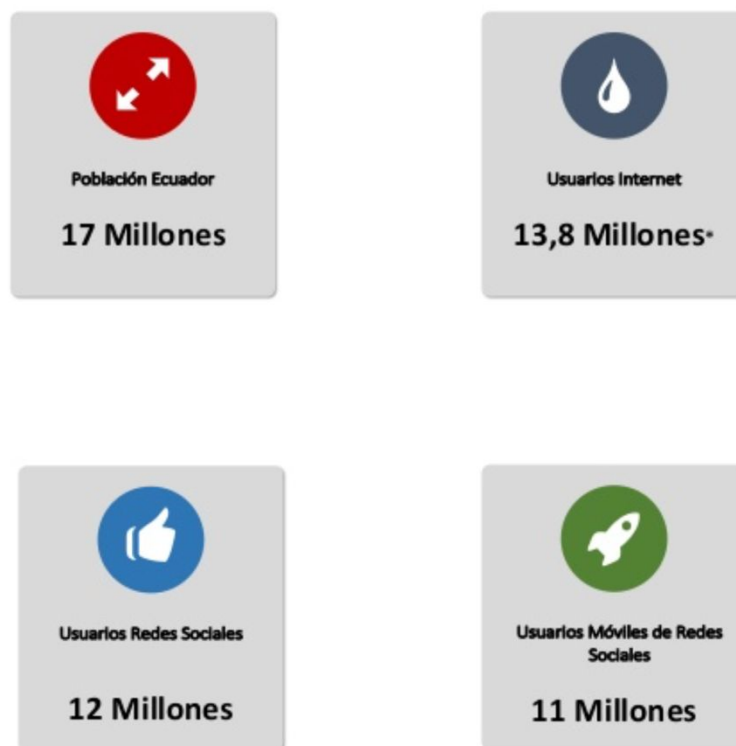 Población Ecuador
17 Millones
Usuarios Internet
13,8 Millones*
Usuarios Redes Sociales
12 Millones
Usuarios Móviles de Redes
Sociales
11 Millones